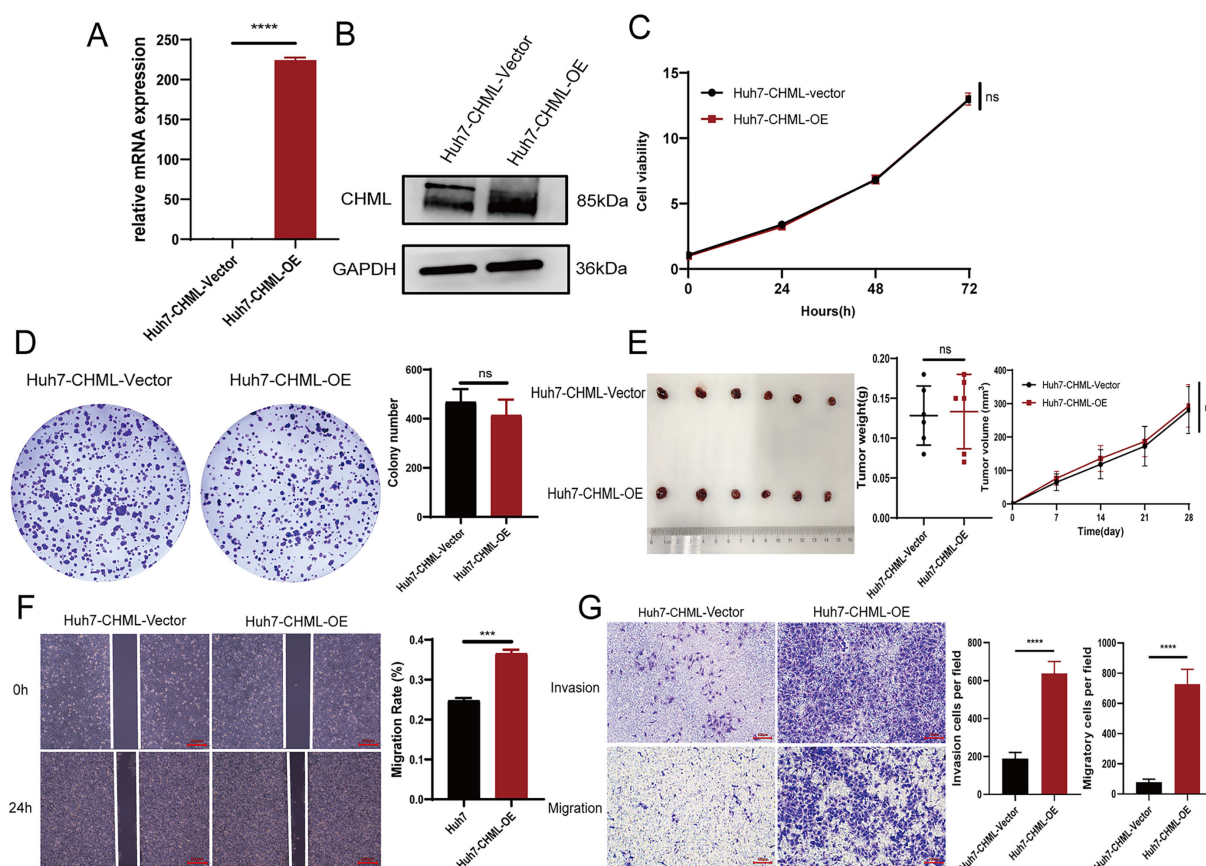 A
relative mRNA expression
250
200
150
100
50
0
****
Huh7-CHML-Vector
Huh7-CHML-OE
B
Huh7-CHML-Vector
Huh7-CHML-OE
CHML
85kDa
GAPDH
36kDa
C
Cell viability
15
10
5
0
Huh7-CHML-vector
Huh7-CHML-OE
ns
0
24
48
72
Hours(h)
D
Huh7-CHML-Vector
Huh7-CHML-OE
Colony number
600
400
200
0
ns
Huh7-CHML-Vector
Huh7-CHML-OE
E
Huh7-CHML-Vector
Huh7-CHML-OE
Tumor weight(g)
0.20
0.15
0.10
0.05
0.00
ns
Huh7-CHML-Vector
Huh7-CHML-OE
Tumor volume (mm³)
400
300
200
100
0
Huh7-CHML-Vector
Huh7-CHML-OE
0
7
14
21
28
Time(day)
F
Huh7-CHML-Vector
Huh7-CHML-OE
0h
24h
Migration Rate (%)
0.4
0.3
0.2
0.1
0.0
***
Huh7
Huh7-CHML-OE
G
Huh7-CHML-Vector
Huh7-CHML-OE
Invasion
Migration
Invasion cells per field
800
600
400
200
0
****
Huh7-CHML-Vector
Huh7-CHML-OE
Migratory cells per field
1000
800
600
400
200
0
****
Huh7-CHML-Vector
Huh7-CHML-OE